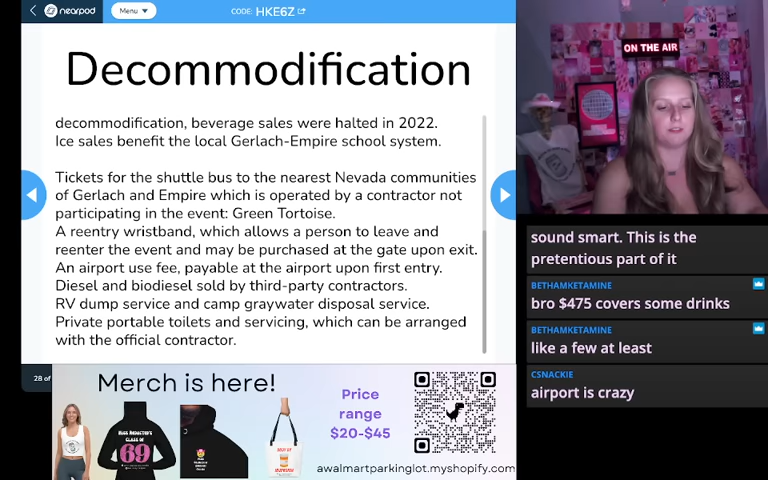 nearpod
Menu
CODE: HKE6Z
Decommodification
decommodification, beverage sales were halted in 2022.
Ice sales benefit the local Gerlach-Empire school system.
Tickets for the shuttle bus to the nearest Nevada communities
of Gerlach and Empire which is operated by a contractor not
participating in the event: Green Tortoise.
A reentry wristband, which allows a person to leave and
reenter the event and may be purchased at the gate upon exit.
An airport use fee, payable at the airport upon first entry.
Diesel and biodiesel sold by third-party contractors.
RV dump service and camp graywater disposal service.
Private portable toilets and servicing, which can be arranged
with the official contractor.
28 of
Merch is here!
CLASS OF
69
Price
range
$20-$45
awalmartparkinglot.myshopify.com
ON THE AIR
sound smart. This is the
pretentious part of it
BETHAMKETAMINE
bro $475 covers some drinks
BETHAMKETAMINE
like a few at least
CSNACKIE
airport is crazy